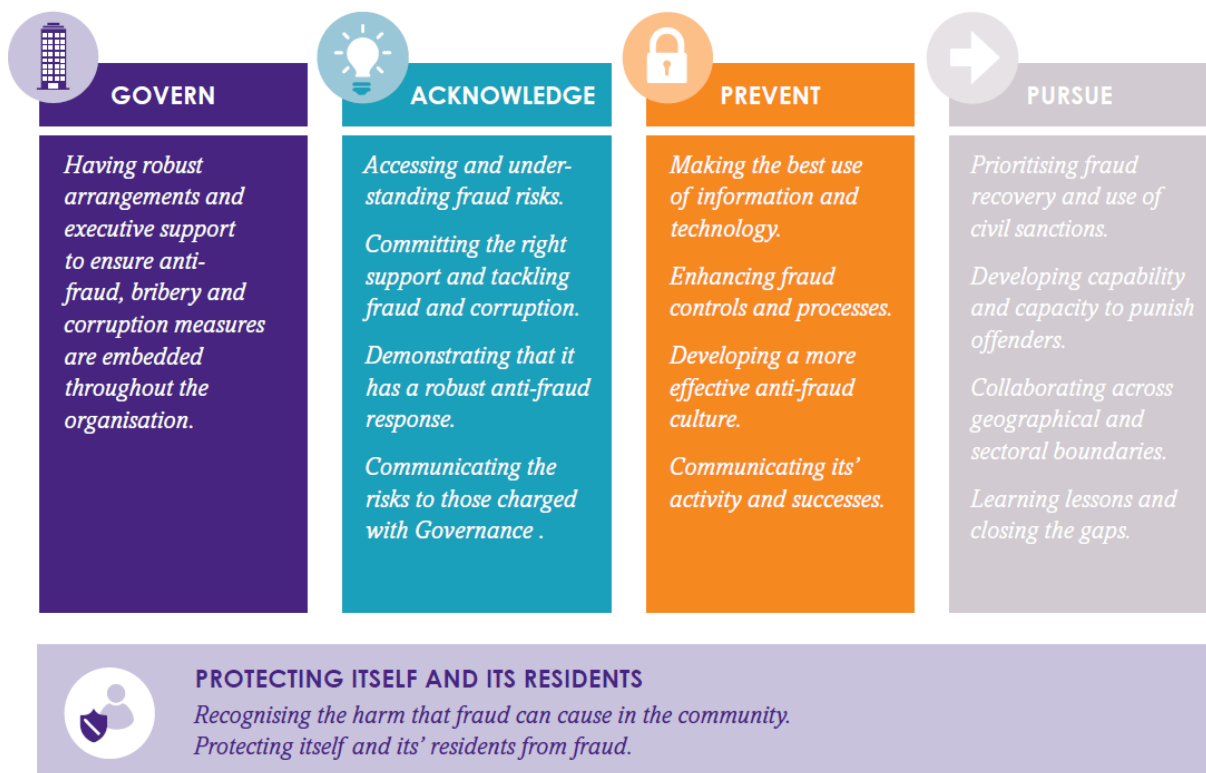 GOVERN
Having robust
arrangements and
executive support
to ensure anti-
fraud, bribery and
corruption measures
are embedded
throughout the
organisation.
ACKNOWLEDGE
Accessing and under-
standing fraud risks.
Committing the right
support and tackling
fraud and corruption.
Demonstrating that it
has a robust anti-fraud
response.
Communicating the
risks to those charged
with Governance .
PREVENT
Making the best use
of information and
technology.
Enhancing fraud
controls and processes.
Developing a more
effective anti-fraud
culture.
Communicating its’
activity and successes.
PURSUE
Prioritising fraud
recovery and use of
civil sanctions.
Developing capability
and capacity to punish
offenders.
Collaborating across
geographical and
sectoral boundaries.
Learning lessons and
closing the gaps.
PROTECTING ITSELF AND ITS RESIDENTS
Recognising the harm that fraud can cause in the community.
Protecting itself and its’ residents from fraud.